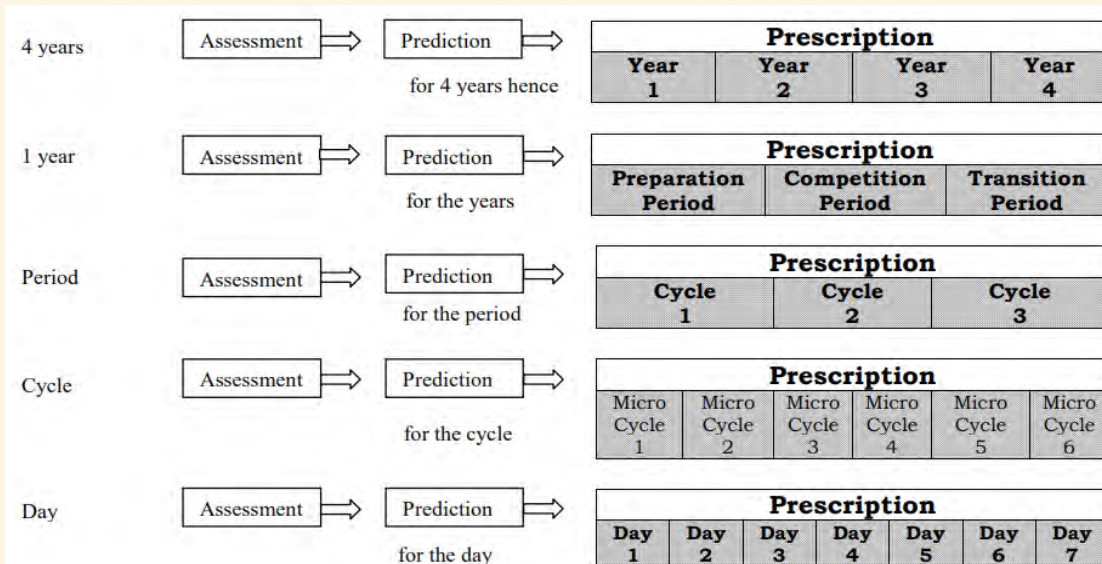 4 years
Assessment
Prediction
for 4 years hence
Prescription
Year Year Year Year
1 2 3 4
1 year
Assessment
Prediction
for the years
Prescription
Preparation Competition Transition
Period Period Period
Period
Assessment
Prediction
for the period
Prescription
Cycle Cycle Cycle
1 2 3
Cycle
Assessment
Prediction
for the cycle
Prescription
Micro Micro Micro Micro Micro Micro
Cycle Cycle Cycle Cycle Cycle Cycle
1 2 3 4 5 6
Day
Assessment
Prediction
for the day
Prescription
Day Day Day Day Day Day Day
1 2 3 4 5 6 7